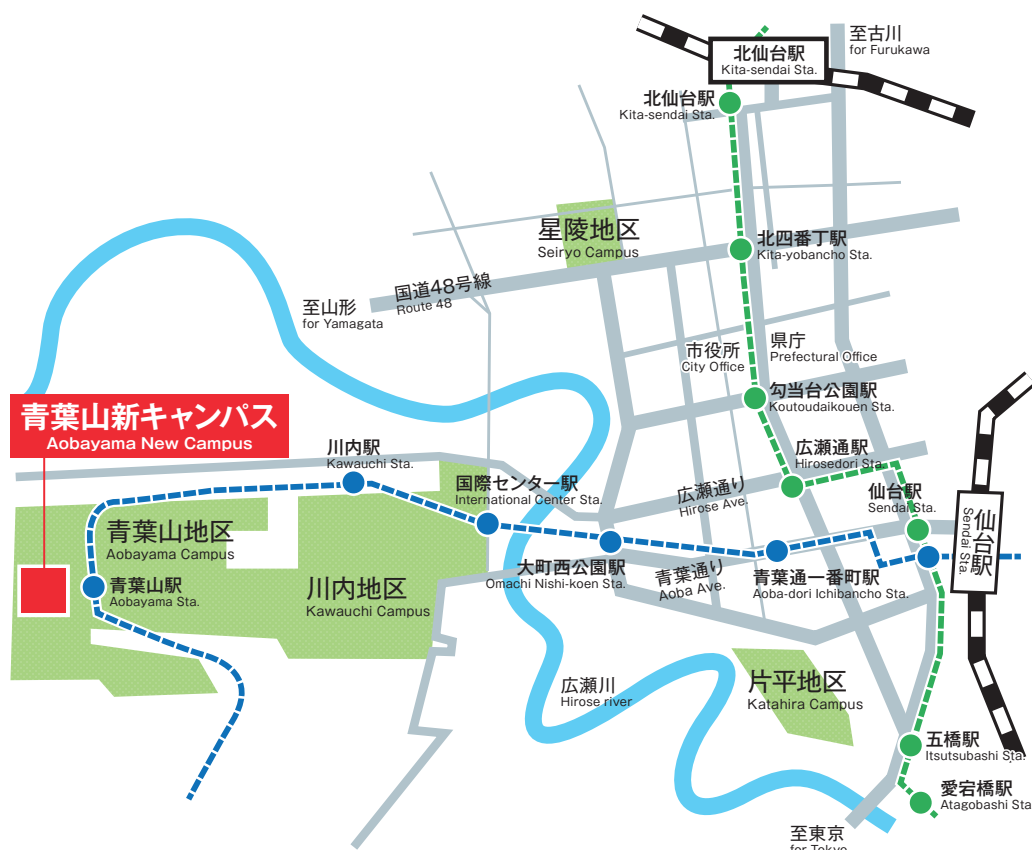 至古川
for Furukawa
北仙台駅
Kita-sendai Sta.
北仙台駅
Kita-sendai Sta.
星陵地区
Seiryo Campus
北四番丁駅
Kita-yobancho Sta.
国道48号線
Route 48
至山形
for Yamagata
市役所
City Office
県庁
Prefectural Office
勾当台公園駅
Koutoudaikouen Sta.
青葉山新キャンパス
Aobayama New Campus
川内駅
Kawauchi Sta.
広瀬通駅
Hirosedori Sta.
国際センター駅
International Center Sta.
広瀬通り
Hirose Ave.
仙台駅
Sendai Sta.
仙台駅
Sendai Sta.
青葉山地区
Aobayama Campus
大町西公園駅
Omachi Nishi-koen Sta.
青葉通り
Aoba Ave.
青葉通一番町駅
Aoba-dori Ichibancho Sta.
青葉山駅
Aobayama Sta.
川内地区
Kawauchi Campus
広瀬川
Hirose river
片平地区
Katahira Campus
五橋駅
Itsutsubashi Sta.
愛宕橋駅
Atagobashi Sta
至東京
for Tokyo